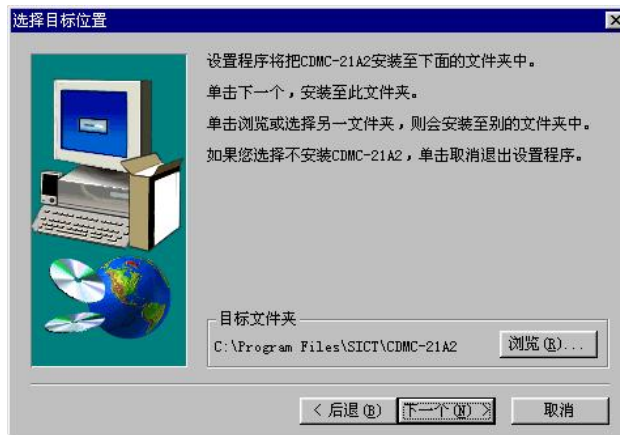 选择目标位置
设置程序将把CDMC-21A2安装至下面的文件夹中。
单击下一个，安装至此文件夹。
单击浏览或选择另一文件夹，则会安装至别的文件夹中。
如果您选择不安装CDMC-21A2，单击取消退出设置程序。
目标文件夹
C:\Program Files\SICT\CDMC-21A2
浏览(R)...
< 后退(B)
下一个(N) >
取消